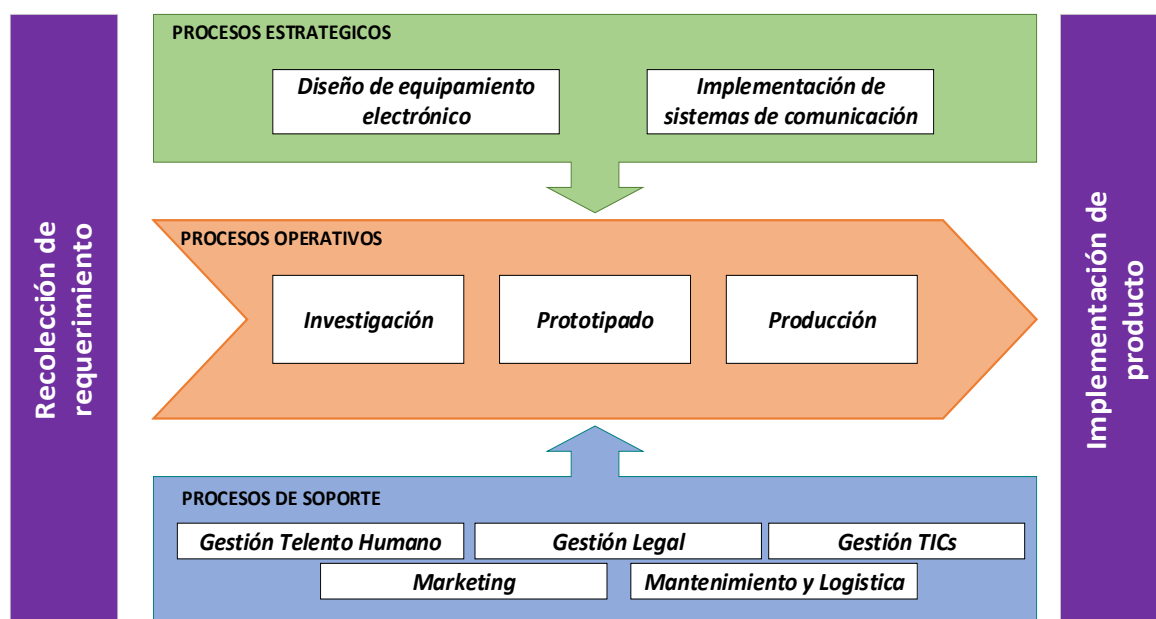 Recolección de
requerimiento
PROCESOS ESTRATEGICOS
Diseño de equipamiento
electrónico
Implementación de
sistemas de comunicación
PROCESOS OPERATIVOS
Investigación
Prototipado
Producción
PROCESOS DE SOPORTE
Gestión Telento Humano
Gestión Legal
Gestión TICs
Marketing
Mantenimiento y Logistica
Implementación de
producto